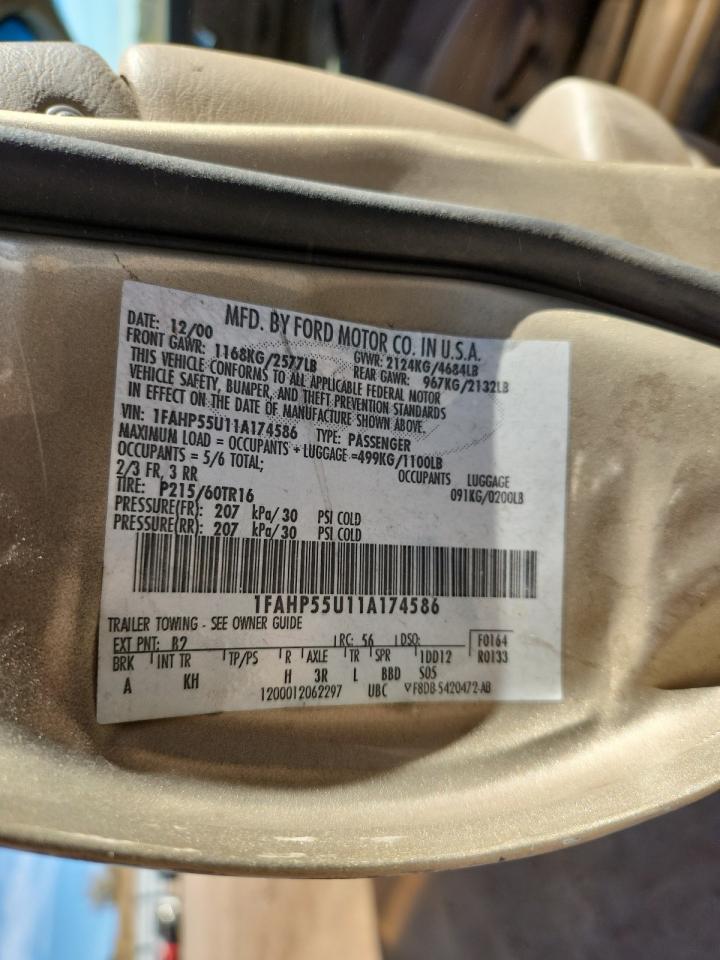 MFD. BY FORD MOTOR CO. IN U.S.A.
DATE: 12/00 GVWR: 2124KG/4684LB
FRONT GAWR: 1168KG/2577LB REAR GAWR: 967KG/2132LB
THIS VEHICLE CONFORMS TO ALL APPLICABLE FEDERAL MOTOR
VEHICLE SAFETY, BUMPER, AND THEFT PREVENTION STANDARDS
IN EFFECT ON THE DATE OF MANUFACTURE SHOWN ABOVE.
VIN: 1FAHP55U11A174586 TYPE: PASSENGER
MAXIMUM LOAD = OCCUPANTS + LUGGAGE =499KG/1100LB
OCCUPANTS = 5/6 TOTAL; OCCUPANTS LUGGAGE
2/3 FR, 3 RR 091KG/0200LB
TIRE: P215/60TR16
PRESSURE(FR): 207 kPa/30 PSI COLD
PRESSURE(RR): 207 kPa/30 PSI COLD
1FAHP55U11A174586
TRAILER TOWING - SEE OWNER GUIDE
EXT PNT: B2 RC: 56 DSO: F0164
BRK INT TR TP/PS R AXLE TR SPR 1DD12 R0133
A KH H 3R L BBD S05
1200012062297 UBC F8DB-5420472-AB